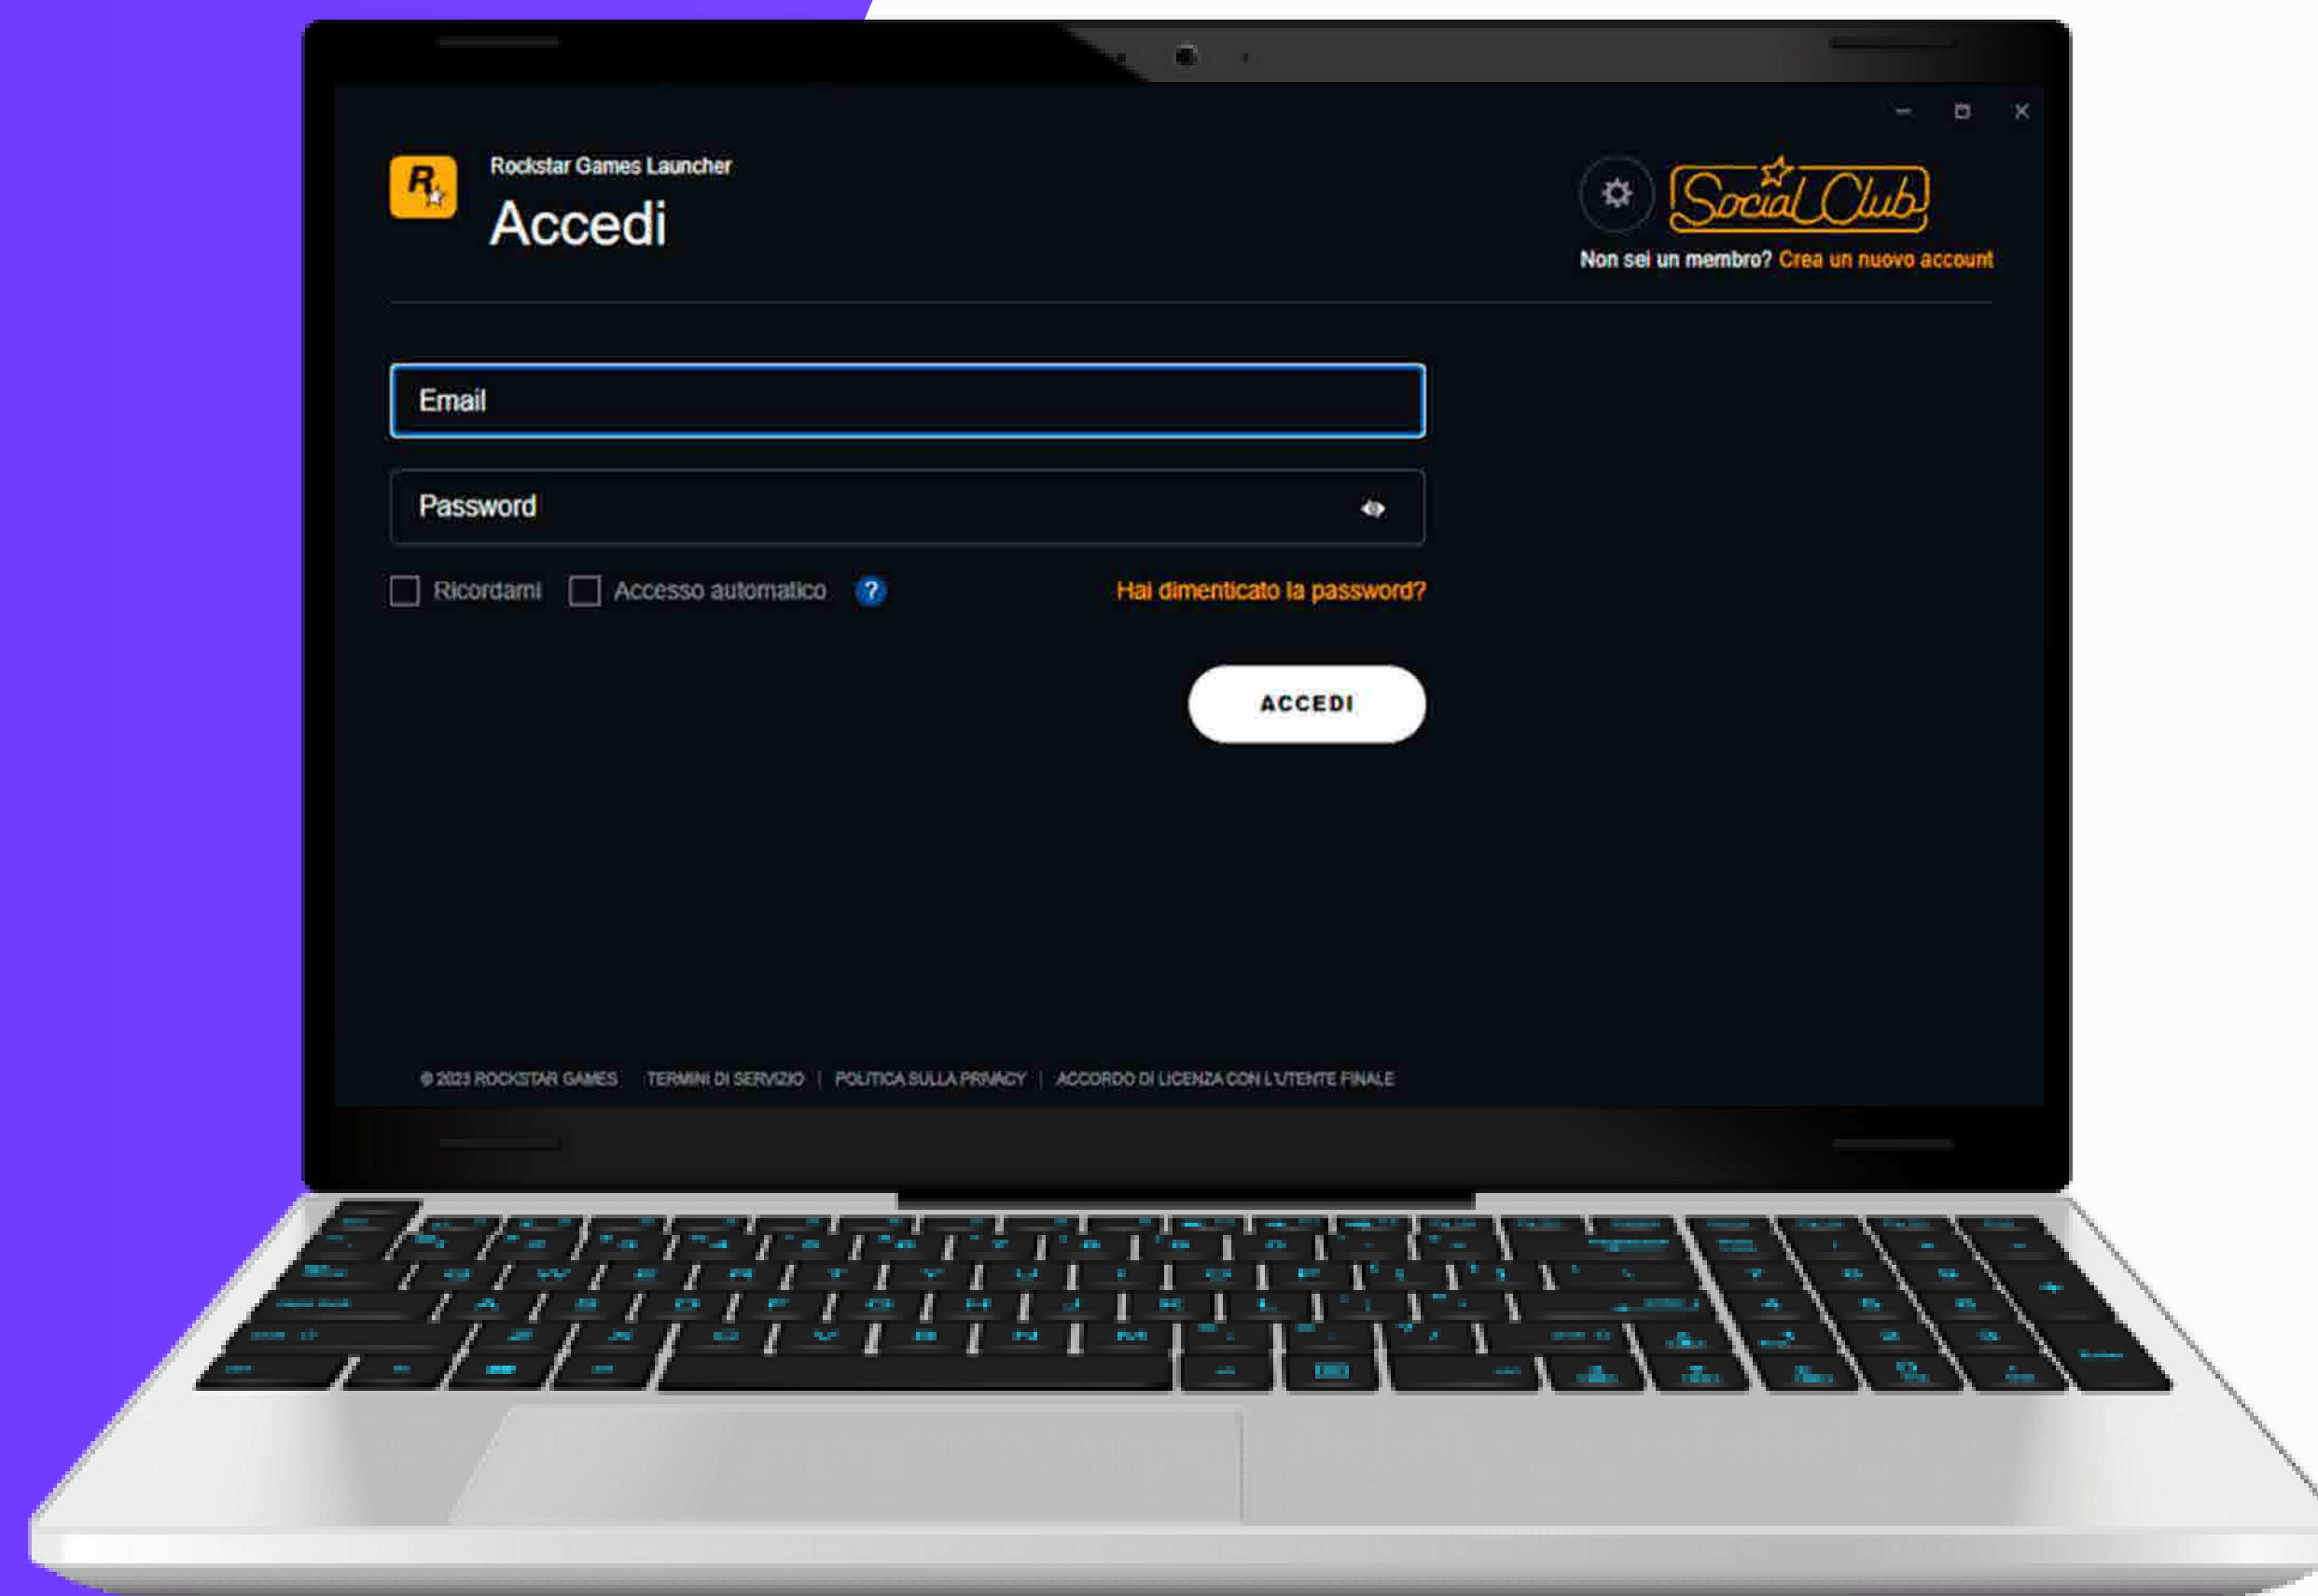 Rockstar Games Launcher
Accedi
Social Club
Non sei un membro? Crea un nuovo account
Email
Password
Ricordami Accesso automatico ? Hai dimenticato la password?
ACCEDI
© 2023 ROCKSTAR GAMES TERMINI DI SERVIZIO | POLITICA SULLA PRIVACY | ACCORDO DI LICENZA CON L'UTENTE FINALE